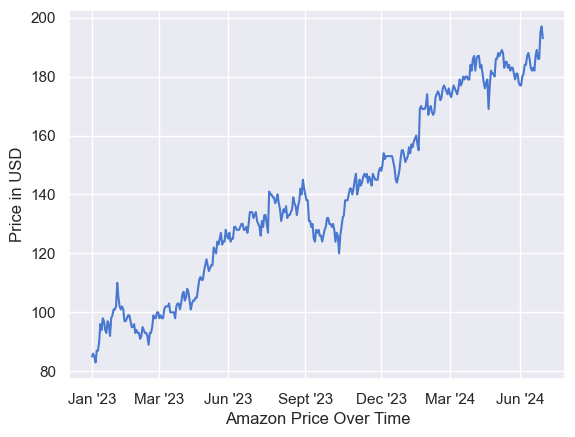 200
180
160
140
120
100
80
Price in USD
Jan '23 Mar '23 Jun '23 Sept '23 Dec '23 Mar '24 Jun '24
Amazon Price Over Time